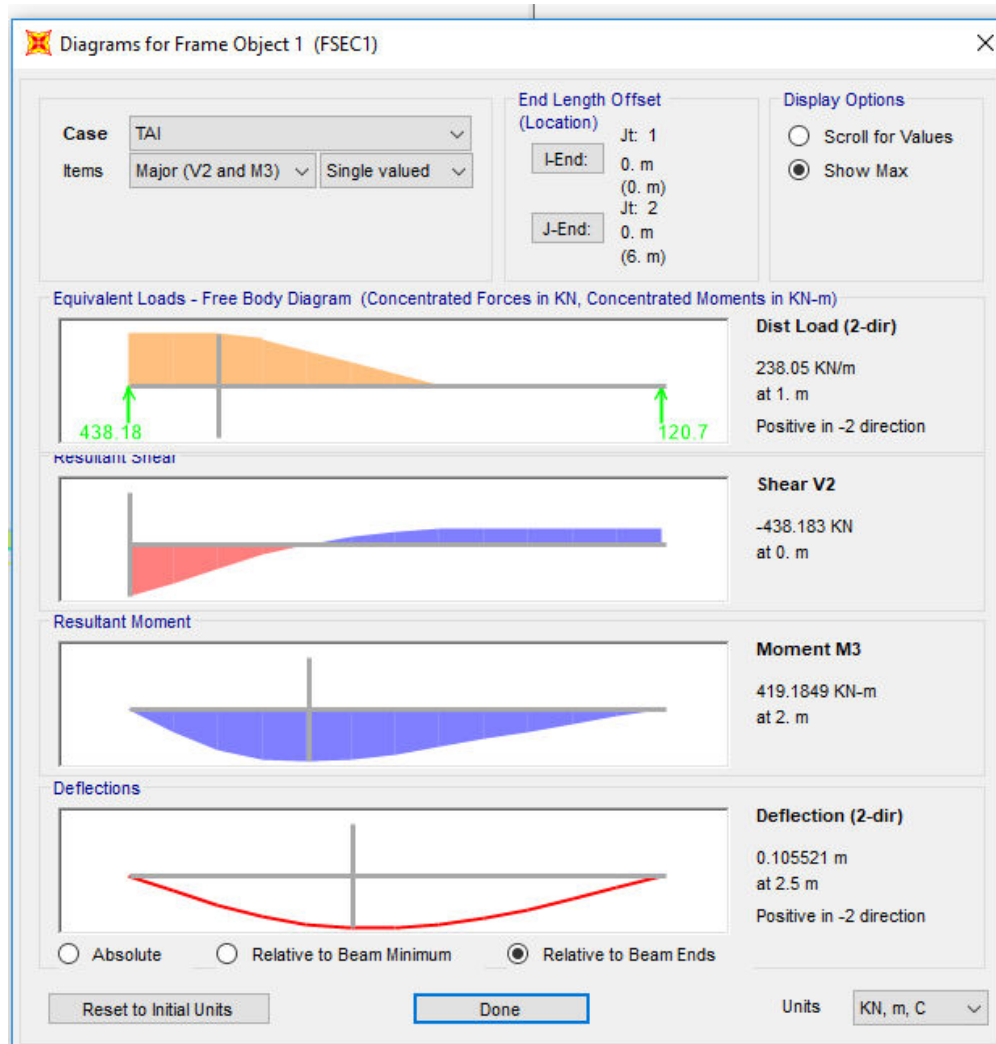 Diagrams for Frame Object 1 (FSEC1)
Case TAI
Items Major (V2 and M3) Single valued
End Length Offset
(Location)
Jt: 1
I-End: 0. m
(0. m)
Jt: 2
J-End: 0. m
(6. m)
Display Options
Scroll for Values
Show Max
Equivalent Loads - Free Body Diagram (Concentrated Forces in KN, Concentrated Moments in KN-m)
438.18
120.7
Dist Load (2-dir)
238.05 KN/m
at 1. m
Positive in -2 direction
Resultant Shear
Shear V2
-438.183 KN
at 0. m
Resultant Moment
Moment M3
419.1849 KN-m
at 2. m
Deflections
Deflection (2-dir)
0.105521 m
at 2.5 m
Positive in -2 direction
Absolute Relative to Beam Minimum Relative to Beam Ends
Reset to Initial Units Done Units KN, m, C